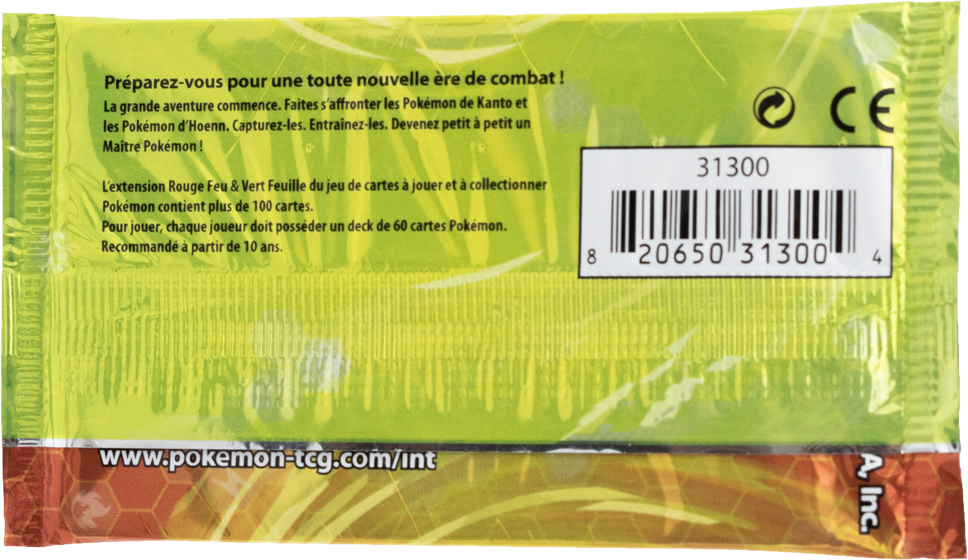 Préparez-vous pour une toute nouvelle ère de combat !
La grande aventure commence. Faites s'affronter les Pokémon de Kanto et
les Pokémon d'Hoenn. Capturez-les. Entraînez-les. Devenez petit à petit un
Maître Pokémon !
L'extension Rouge Feu & Vert Feuille du jeu de cartes à jouer et à collectionner
Pokémon contient plus de 100 cartes.
Pour jouer, chaque joueur doit posséder un deck de 60 cartes Pokémon.
Recommandé à partir de 10 ans.
CE
31300
8 20650 31300 4
www.pokemon-tcg.com/int
A, Inc.